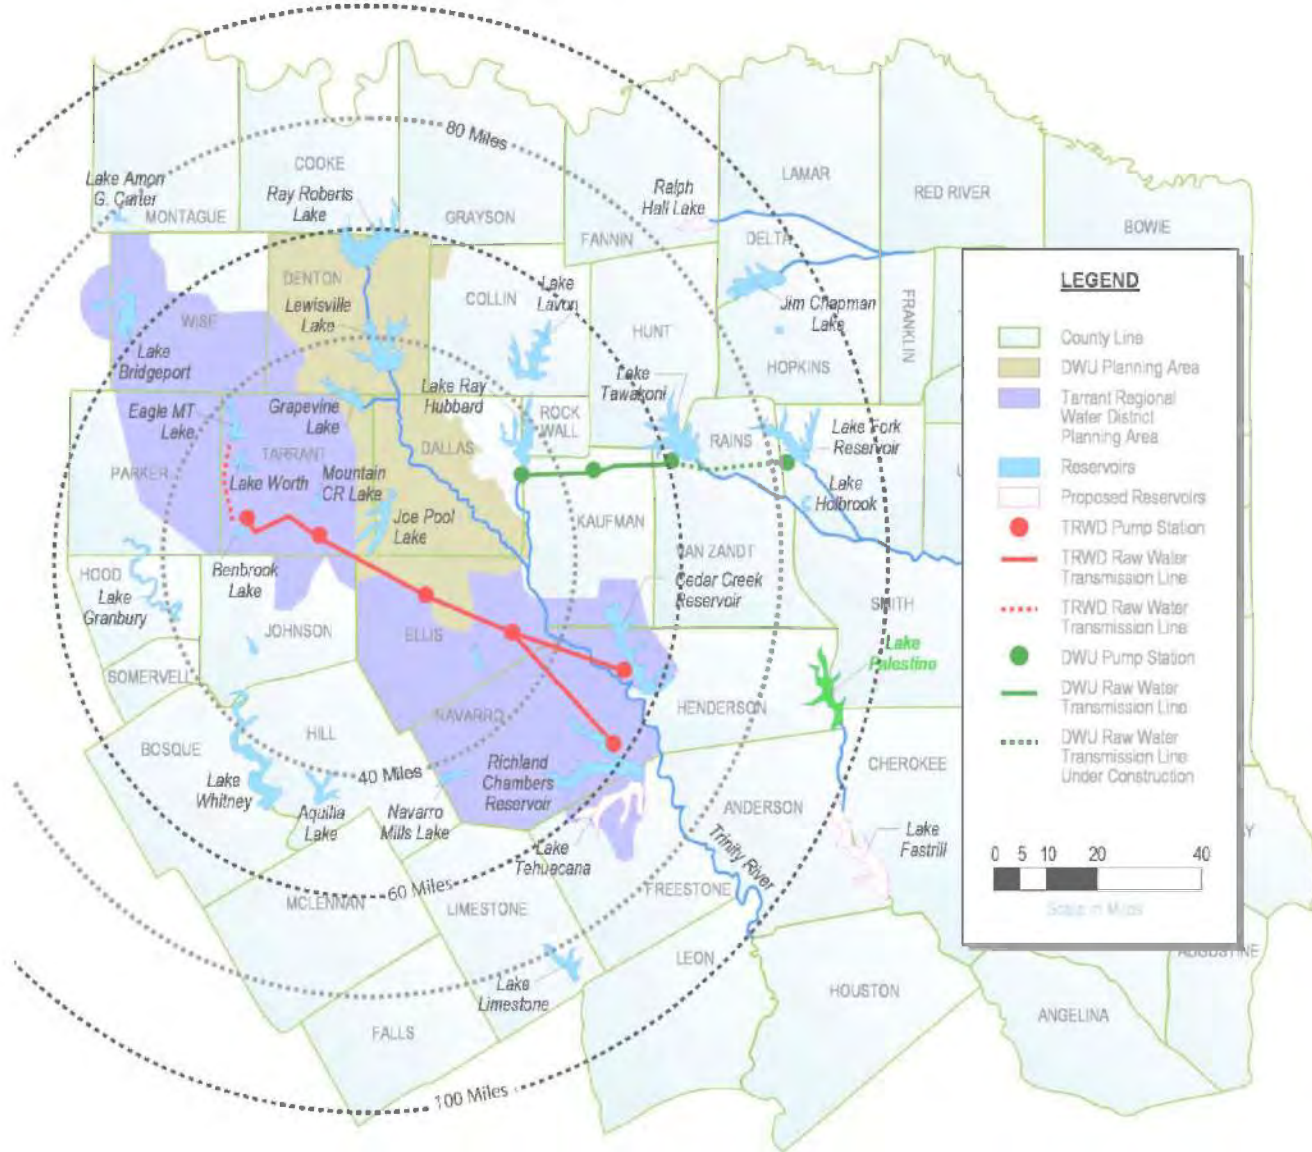 80 Miles
COOKE
LAMAR
Lake Amon
G. Carter
Ray Roberts
Lake
Ralph
Hall Lake
RED RIVER
MONTAGUE
GRAYSON
FANNIN
DELTA
BOWIE
DENTON
Lewisville
Lake
COLLIN
Lake
Lavon
HUNT
Jim Chapman
Lake
FRANKLIN
WISE
HOPKINS
Lake
Bridgeport
Lake Ray
Hubbard
Lake
Tawakoni
Eagle MT
Lake
Grapevine
Lake
ROCK
WALL
RAINS
Lake Fork
Reservoir
TARRANT
DALLAS
PARKER
Lake Worth
Mountain
CR Lake
Lake
Holbrook
Joe Pool
Lake
KAUFMAN
VAN ZANDT
HOOD
Lake
Granbury
Benbrook
Lake
Cedar Creek
Reservoir
SMITH
JOHNSON
ELLIS
Lake
Palestine
SOMERVELL
NAVARRO
HENDERSON
BOSQUE
HILL
40 Miles
Richland
Chambers
Reservoir
CHEROKEE
Lake
Whitney
Aquilla
Lake
Navarro
Mills Lake
ANDERSON
Lake
Tehuacana
Trinity River
Lake
Fastrill
60 Miles
FREESTONE
MCLENNAN
LIMESTONE
LEON
Lake
Limestone
HOUSTON
AUGUSTINE
ANGELINA
FALLS
100 Miles
LEGEND
County Line
DWU Planning Area
Tarrant Regional
Water District
Planning Area
Reservoirs
Proposed Reservoirs
TRWD Pump Station
TRWD Raw Water
Transmission Line
TRWD Raw Water
Transmission Line
DWU Pump Station
DWU Raw Water
Transmission Line
DWU Raw Water
Transmission Line
Under Construction
0 5 10 20 40
Scale in Miles